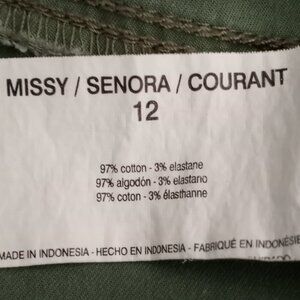 MISSY / SENORA / COURANT
12
97% cotton - 3% elastane
97% algodón - 3% elastano
97% coton - 3% élasthanne
MADE IN INDONESIA - HECHO EN INDONESIA - FABRIQUÉ EN INDONÉSIE